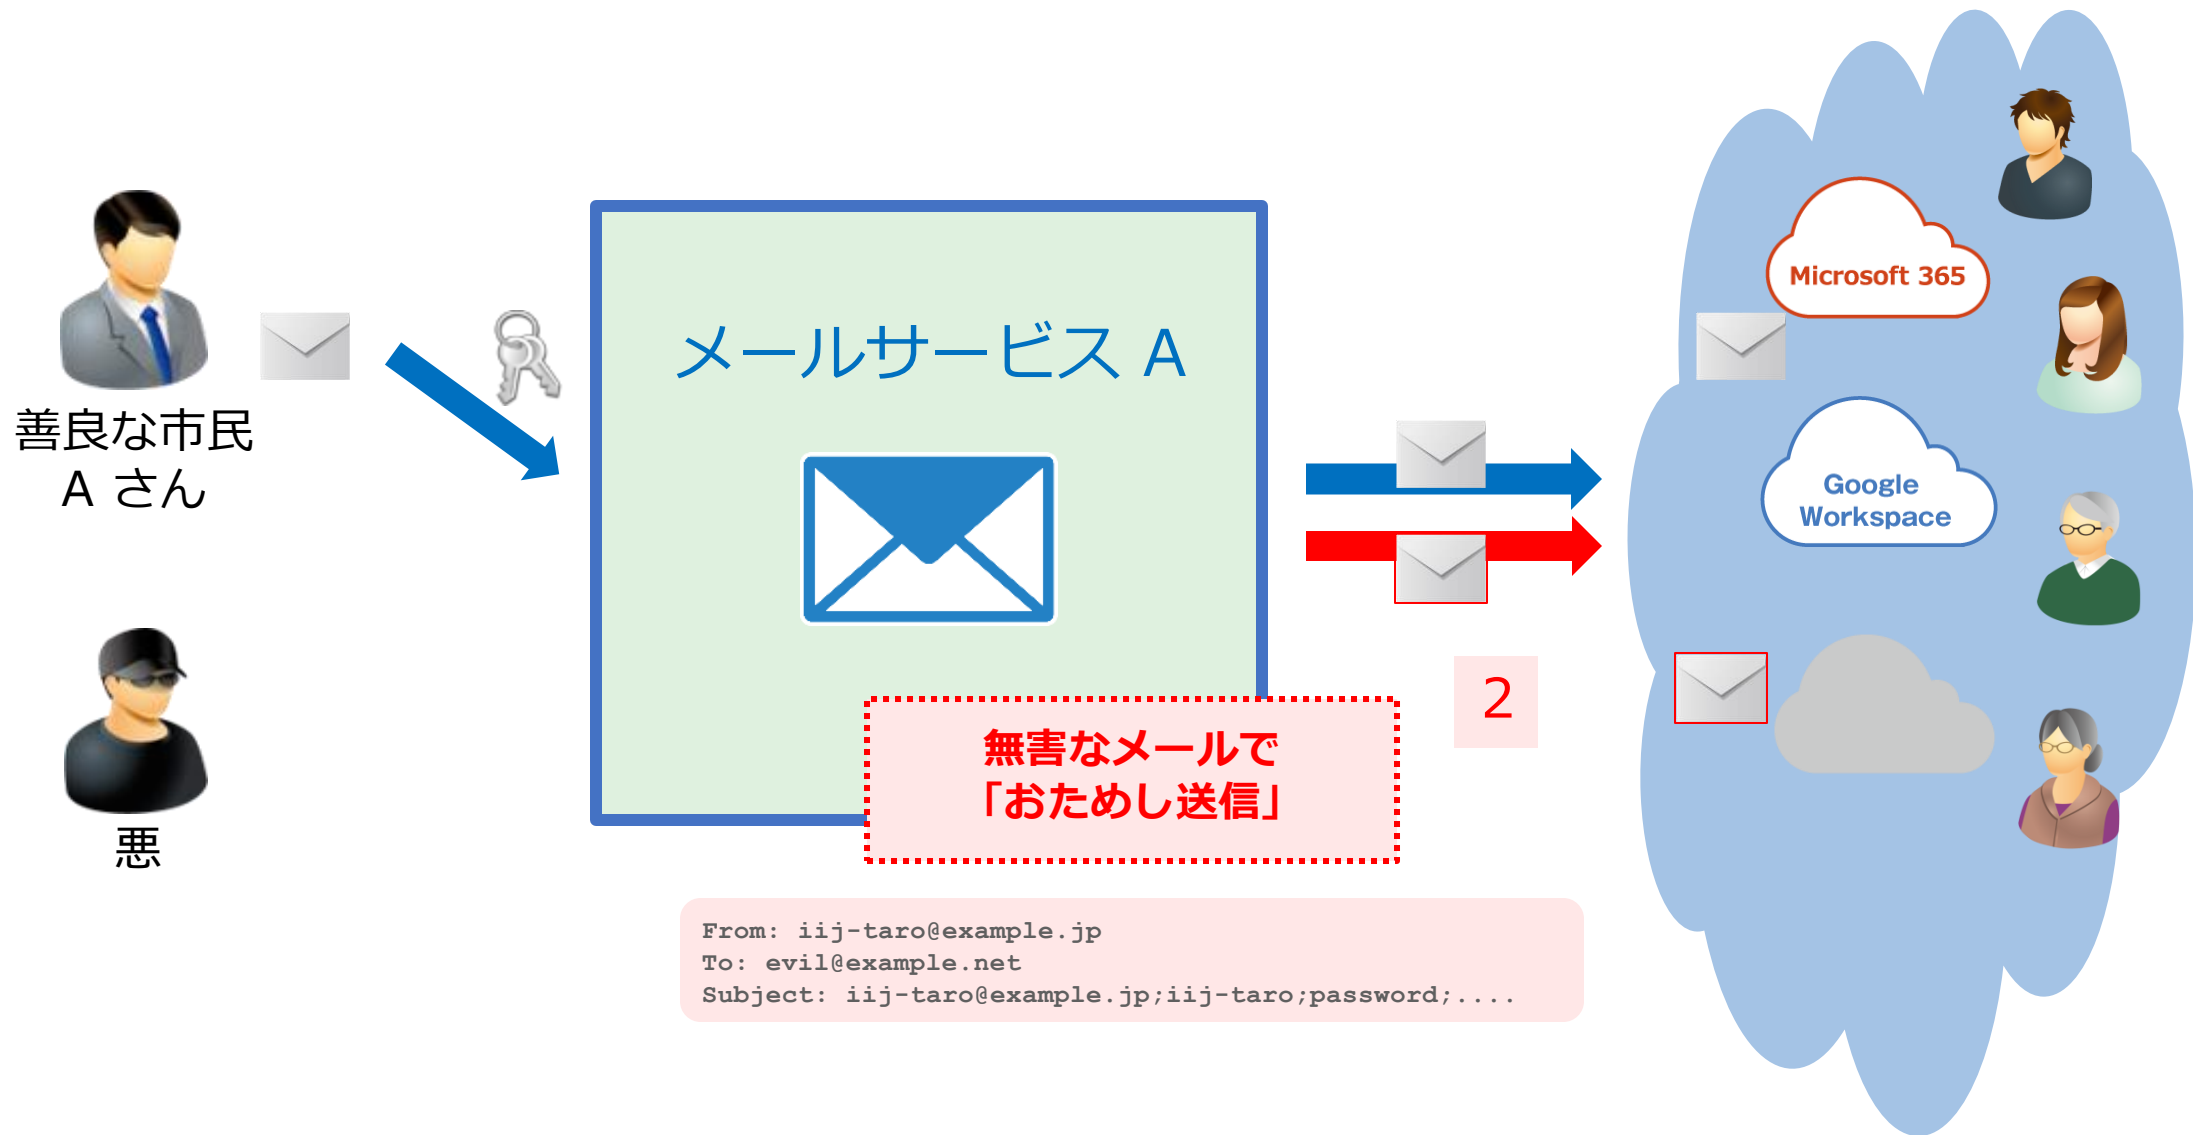 善良な市民
A さん
悪
メールサービス A
無害なメールで
「おためし送信」
2
From: iij-taro@example.jp
To: evil@example.net
Subject: iij-taro@example.jp;iij-taro;password;....
Microsoft 365
Google
Workspace